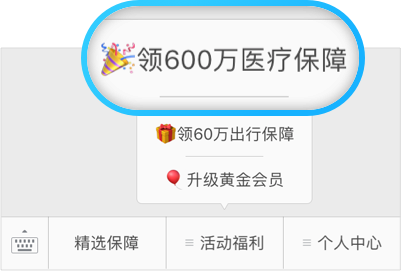 🎉领600万医疗保障
🎁领60万出行保障
🎈升级黄金会员
精选保障
≡ 活动福利
≡ 个人中心